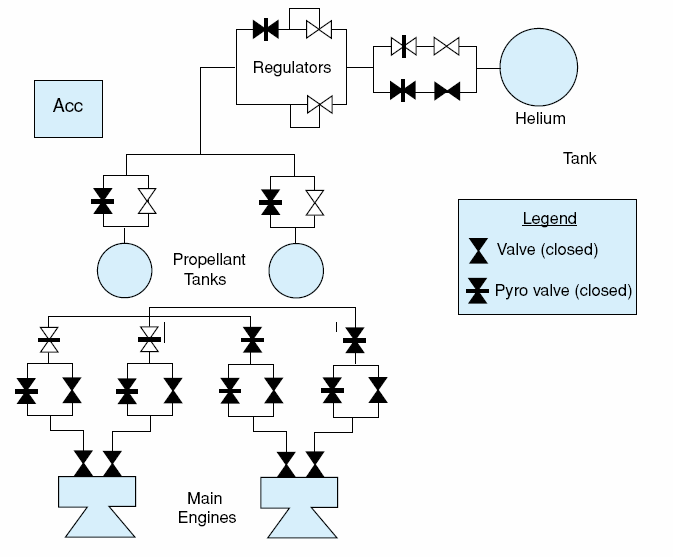 Regulators
Acc
Helium
Tank
Legend
Valve (closed)
Pyro valve (closed)
Propellant
Tanks
Main
Engines